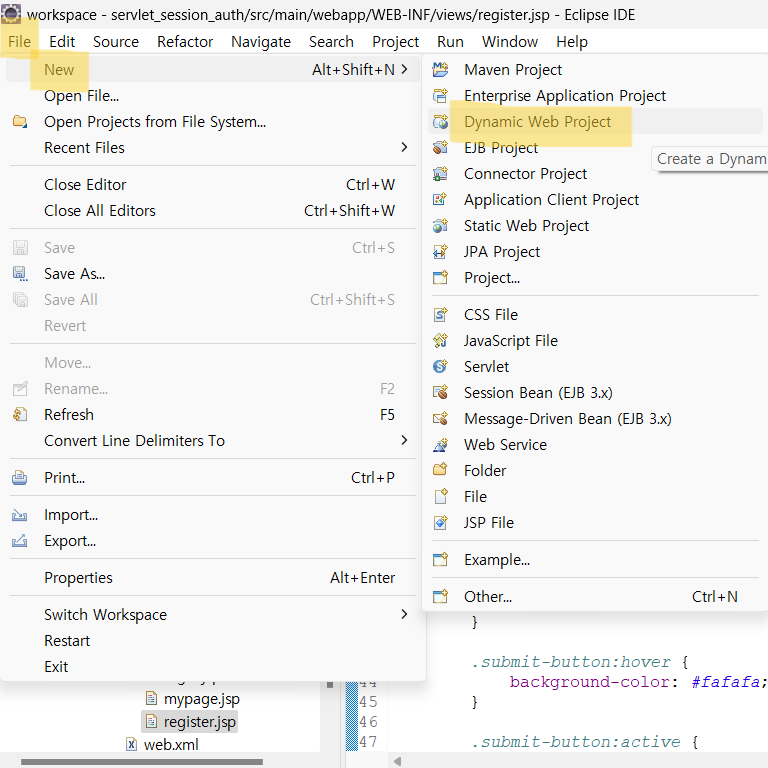 workspace - servlet_session_auth/src/main/webapp/WEB-INF/views/register.jsp - Eclipse IDE
File Edit Source Refactor Navigate Search Project Run Window Help
New Alt+Shift+N
Open File...
Open Projects from File System...
Recent Files
Close Editor Ctrl+W
Close All Editors Ctrl+Shift+W
Save Ctrl+S
Save As...
Save All Ctrl+Shift+S
Revert
Move...
Rename... F2
Refresh F5
Convert Line Delimiters To
Print... Ctrl+P
Import...
Export...
Properties Alt+Enter
Switch Workspace
Restart
Exit
Maven Project
Enterprise Application Project
Dynamic Web Project
EJB Project
Create a Dynam
Connector Project
Application Client Project
Static Web Project
JPA Project
Project...
CSS File
JavaScript File
Servlet
Session Bean (EJB 3.x)
Message-Driven Bean (EJB 3.x)
Web Service
Folder
File
JSP File
Example...
Other... Ctrl+N
mypage.jsp
register.jsp
web.xml
}
.submit-button:hover {
44 background-color: #fafafa;
45 }
46
47 .submit-button:active {